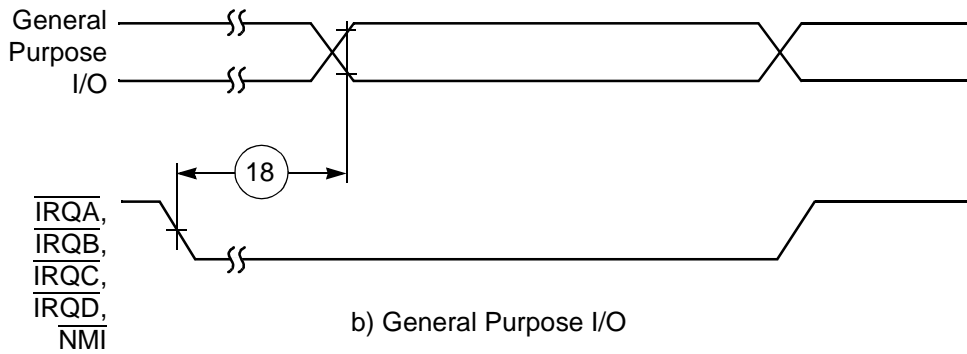 General
Purpose
I/O
18
IRQA,
IRQB,
IRQC,
IRQD,
NMI
b) General Purpose I/O